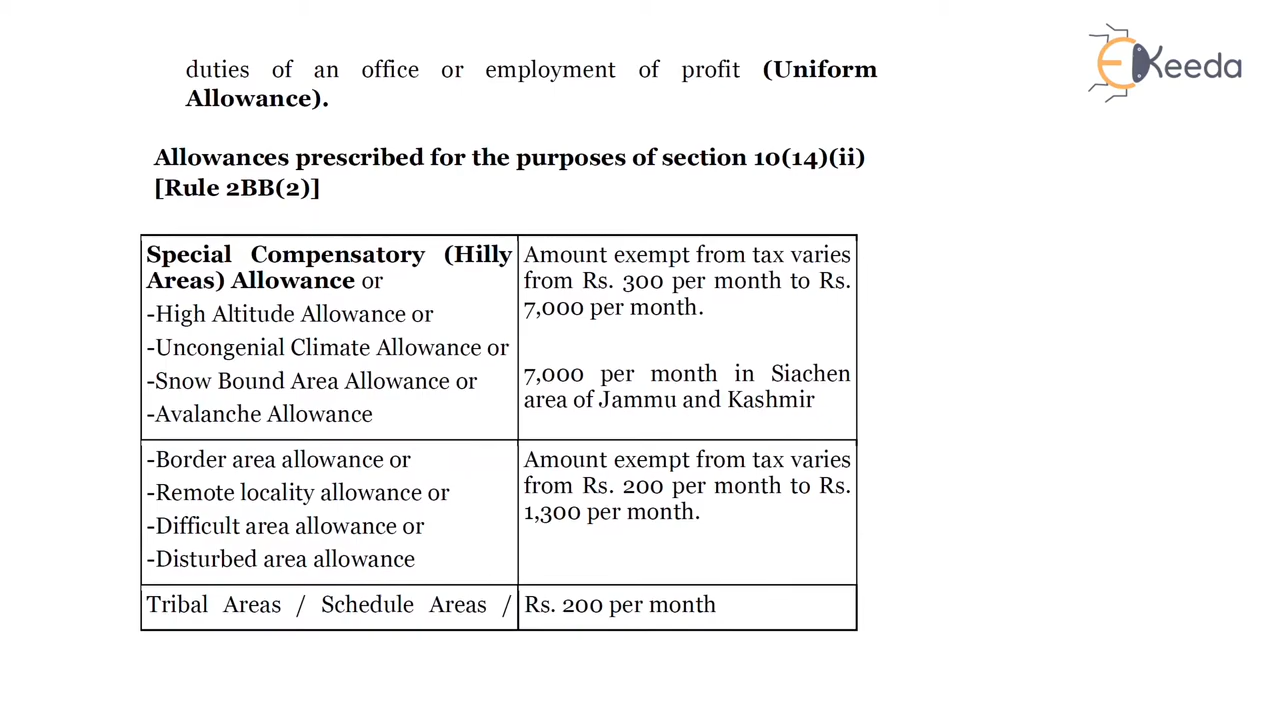 EKeeda
duties of an office or employment of profit (Uniform
Allowance).
Allowances prescribed for the purposes of section 10(14)(ii)
[Rule 2BB(2)]
Special Compensatory (Hilly
Areas) Allowance or
-High Altitude Allowance or
-Uncongenial Climate Allowance or
-Snow Bound Area Allowance or
-Avalanche Allowance
Amount exempt from tax varies
from Rs. 300 per month to Rs.
7,000 per month.
7,000 per month in Siachen
area of Jammu and Kashmir
-Border area allowance or
-Remote locality allowance or
-Difficult area allowance or
-Disturbed area allowance
Amount exempt from tax varies
from Rs. 200 per month to Rs.
1,300 per month.
Tribal Areas / Schedule Areas /
Rs. 200 per month